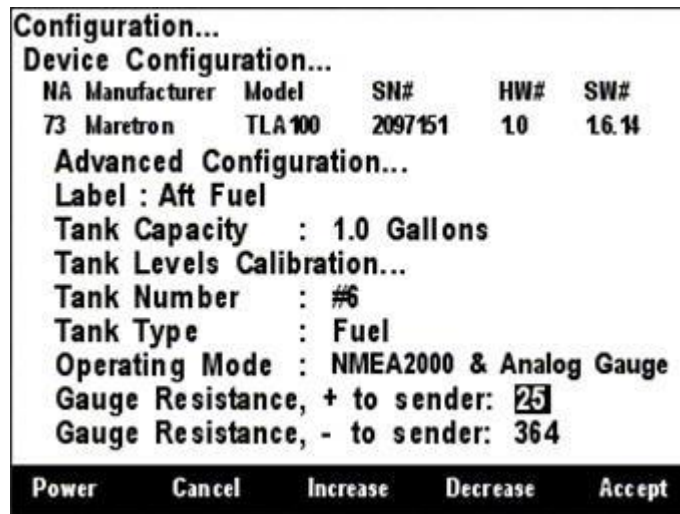 Configuration...
Device Configuration...
NA Manufacturer Model SN# HW# SW#
73 Maretron TLA100 2097151 1.0 1.6.14
Advanced Configuration...
Label : Aft Fuel
Tank Capacity : 1.0 Gallons
Tank Levels Calibration...
Tank Number : #6
Tank Type : Fuel
Operating Mode : NMEA2000 & Analog Gauge
Gauge Resistance, + to sender: 25
Gauge Resistance, - to sender: 364
Power Cancel Increase Decrease Accept